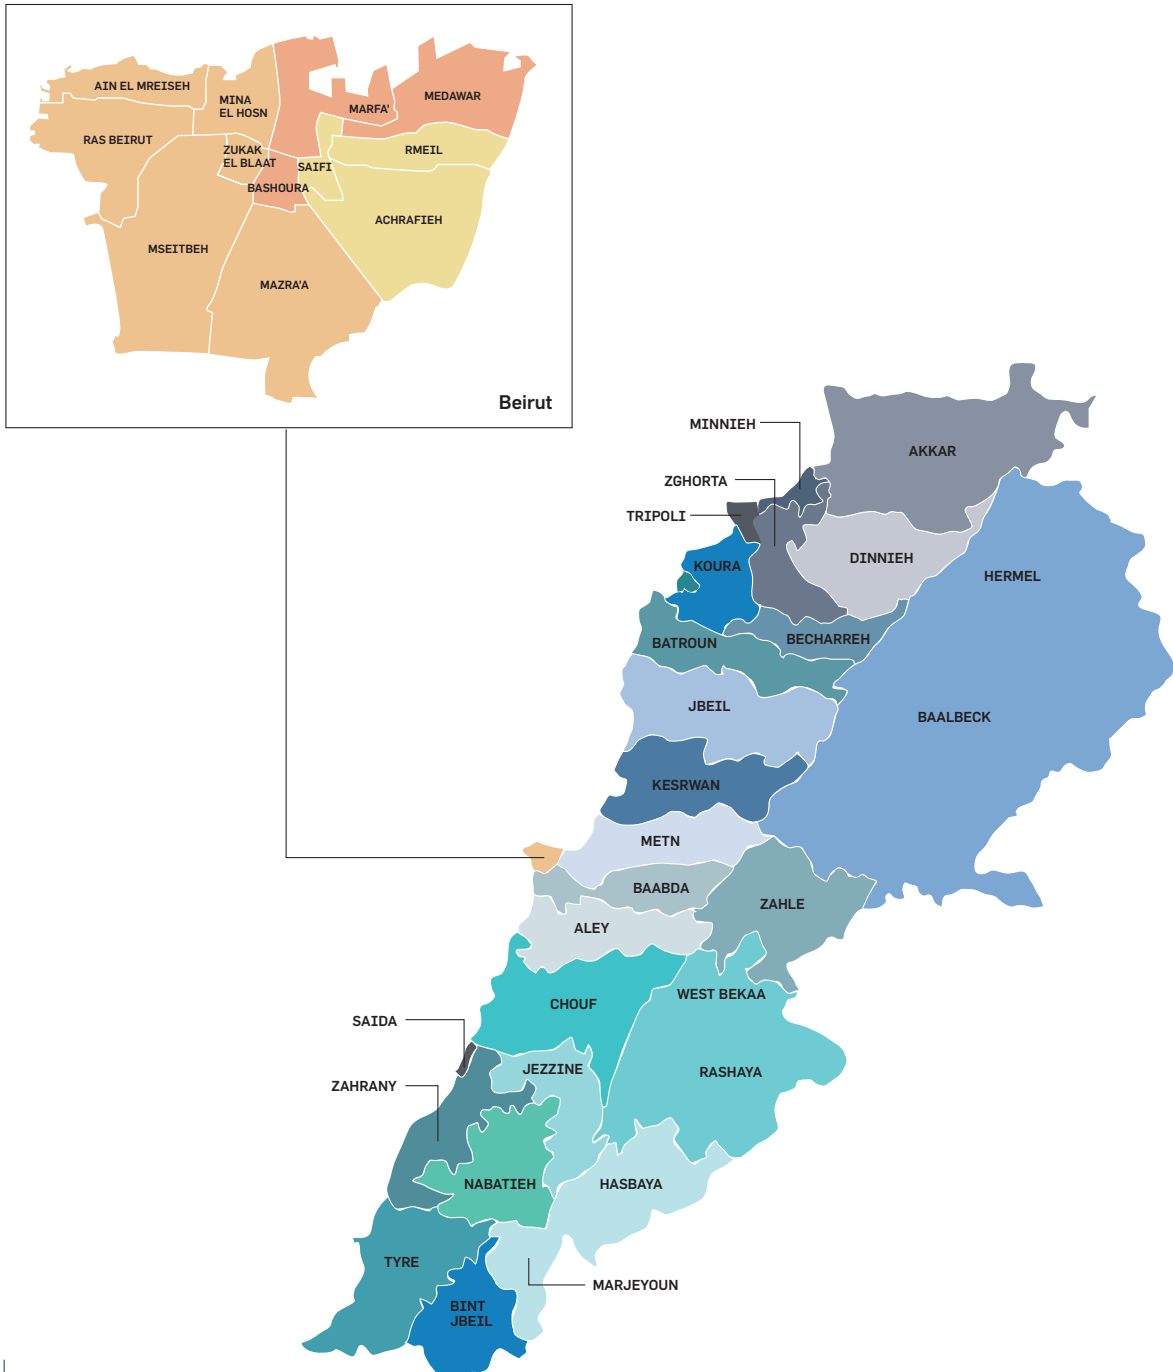 AIN EL MREISEH
MINA
EL HOSN
MARFA'
MEDAWAR
RAS BEIRUT
ZUKAK
EL BLAAT
SAIFI
RMEIL
BASHOURA
ACHRAFIEH
MSEITBEH
MAZRA'A
Beirut
MINNIEH
AKKAR
ZGHORTA
TRIPOLI
KOURA
DINNIEH
HERMEL
BATROUN
BECHARREH
JBEIL
BAALBECK
KESRWAN
METN
BAABDA
ZAHLE
ALEY
CHOUF
WEST BEKAA
SAIDA
JEZZINE
RASHAYA
ZAHRANY
NABATIEH
HASBAYA
TYRE
MARJEYOUN
BINT
JBEIL